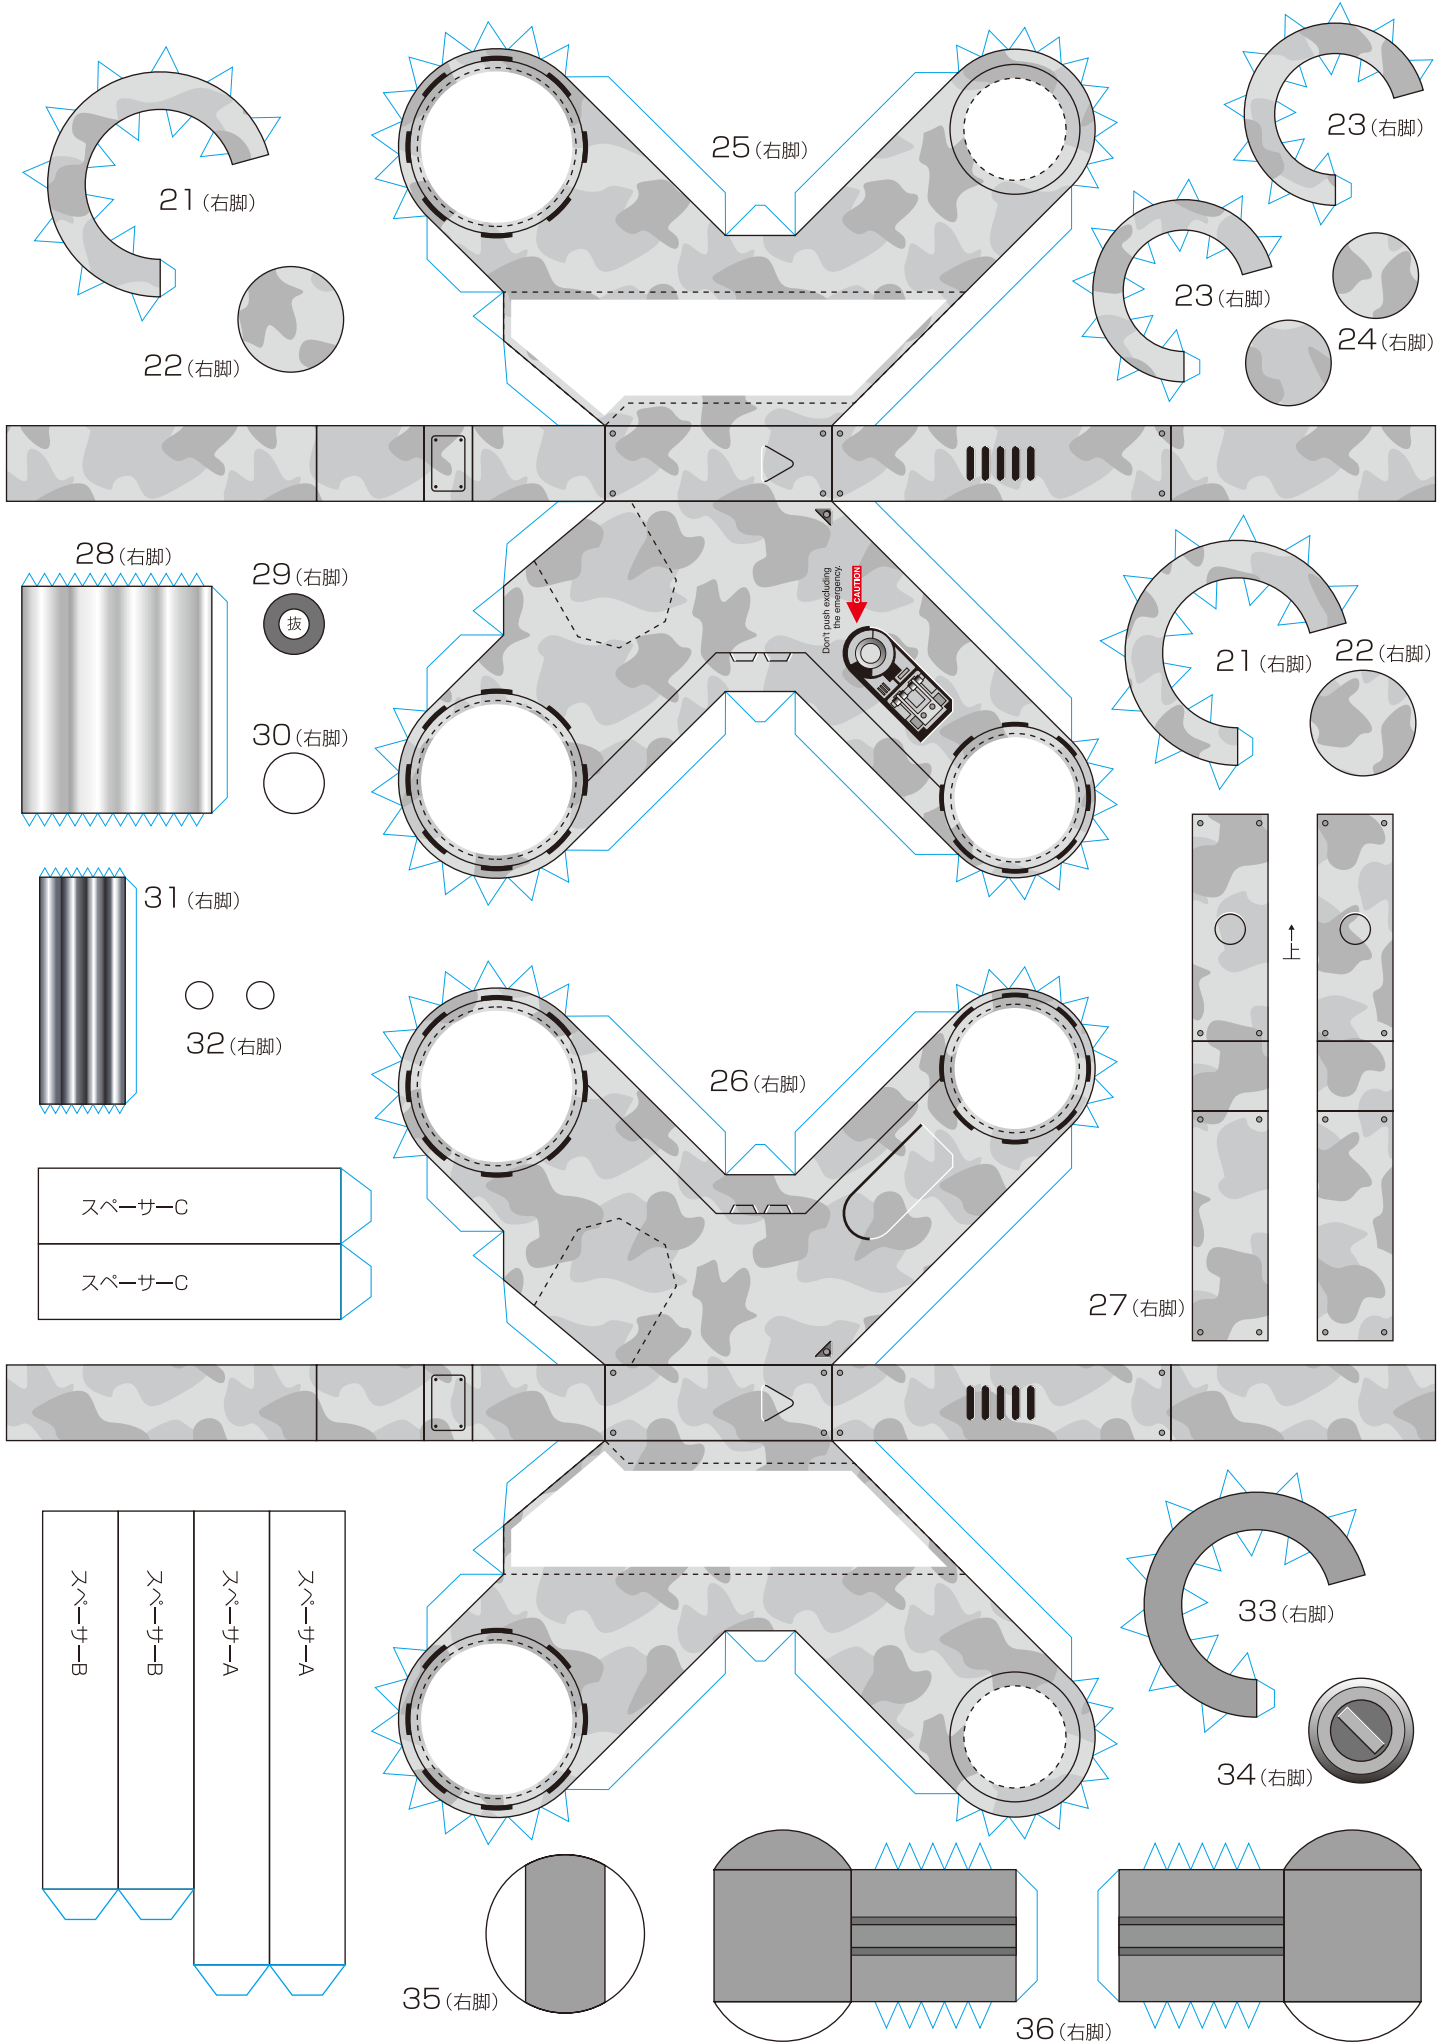 25（右脚）
23（右脚）
21（右脚）
23（右脚）
24（右脚）
22（右脚）
28（右脚）
29（右脚）
抜
CAUTION
Don't push excluding
the emergency.
21（右脚）
22（右脚）
30（右脚）
31（右脚）
↑上
32（右脚）
26（右脚）
スペーサーC
スペーサーC
27（右脚）
スペーサーB
スペーサーB
スペーサーA
スペーサーA
33（右脚）
34（右脚）
35（右脚）
36（右脚）